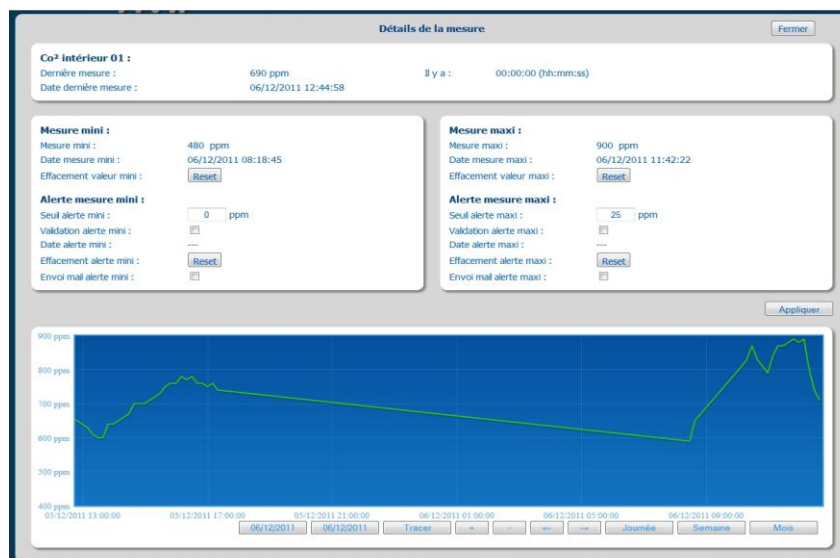 Détails de la mesure
Fermer
Co² intérieur 01 :
Dernière mesure : 690 ppm Il y a : 00:00:00 (hh:mm:ss)
Date dernière mesure : 06/12/2011 12:44:58
Mesure mini :
Mesure mini : 480 ppm
Date mesure mini : 06/12/2011 08:18:45
Effacement valeur mini : Reset
Alerte mesure mini :
Seuil alerte mini : 0 ppm
Validation alerte mini :
Date alerte mini : ---
Effacement alerte mini : Reset
Envoi mail alerte mini :
Mesure maxi :
Mesure maxi : 900 ppm
Date mesure maxi : 06/12/2011 11:42:22
Effacement valeur maxi : Reset
Alerte mesure maxi :
Seuil alerte maxi : 25 ppm
Validation alerte maxi :
Date alerte maxi : ---
Effacement alerte maxi : Reset
Envoi mail alerte maxi :
Appliquer
900 ppm
800 ppm
700 ppm
600 ppm
500 ppm
400 ppm
05/12/2011 13:00:00 05/12/2011 17:00:00 05/12/2011 21:00:00 06/12/2011 01:00:00 06/12/2011 05:00:00 06/12/2011 09:00:00
06/12/2011 06/12/2011 Tracer + - <-- --> Journée Semaine Mois